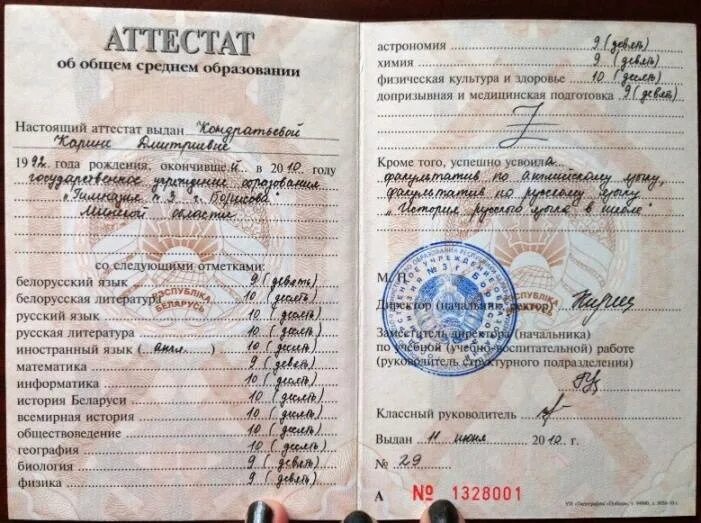 АТТЕСТАТ
об общем среднем образовании
Настоящий аттестат выдан Кондратьевой
Карине Дмитриевне
1992 года рождения, окончившей в 2010 году
государственное учреждение образования
„Гимназия № 3 г. Борисова"
Минской области
со следующими отметками:
белорусский язык 9 (девять)
белорусская литература 10 (десять)
русский язык 10 (десять)
русская литература 10 (десять)
иностранный язык (англ.) 10 (десять)
математика 9 (девять)
информатика 10 (десять)
история Беларуси 10 (десять)
всемирная история 10 (десять)
обществоведение 10 (десять)
география 10 (десять)
биология 9 (девять)
физика 9 (девять)
РЭСПУБЛІКА
БЕЛАРУСЬ
астрономия 9 (девять)
химия 9 (девять)
физическая культура и здоровье 10 (десять)
допризывная и медицинская подготовка 9 (девять)
Кроме того, успешно усвоила
факультатив по английскому языку,
факультатив по русскому языку
„История русского языка в школе"
М. П.
Директор (начальник, ректор)
Заместитель директора (начальника)
по учебной (учебно-воспитательной) работе
(руководитель структурного подразделения)
Классный руководитель
Выдан 11 июня 2010 г.
№ 29
А № 1328001